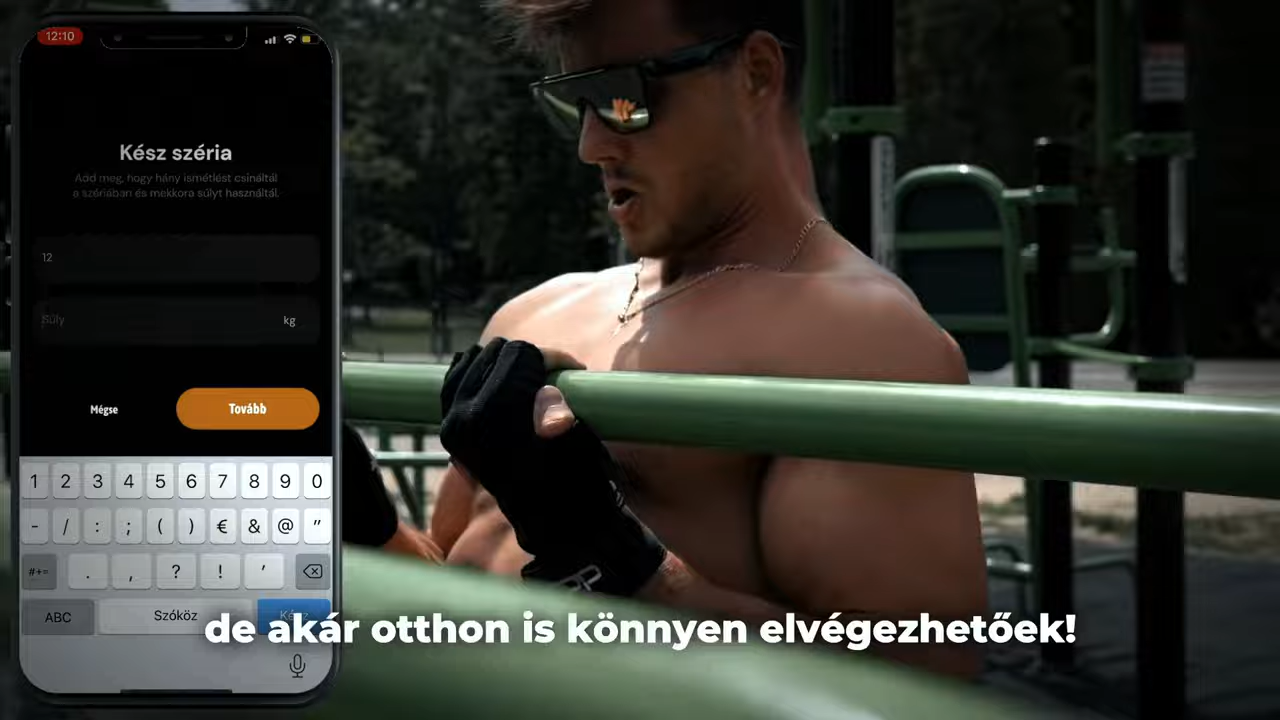 12:10
Kész széria
Add meg, hogy hány ismétlést csináltál
a szériában és mekkora súlyt használtál.
12
Súly kg
Mégse Tovább
1 2 3 4 5 6 7 8 9 0
- / : ; ( ) € & @ "
#+= . , ? ! '
ABC Szóköz Kész
de akár otthon is könnyen elvégezhetőek!